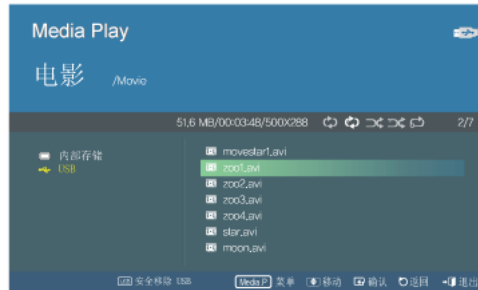 Media Play
电影 /Movie
51.6 MB/00:03:48/500X288 2/7
内部存储
USB
movestar1.avi
zoo1.avi
zoo2.avi
zoo3.avi
zoo4.avi
star.avi
moon.avi
安全移除 USB Media.P 菜单 移动 确认 返回 退出